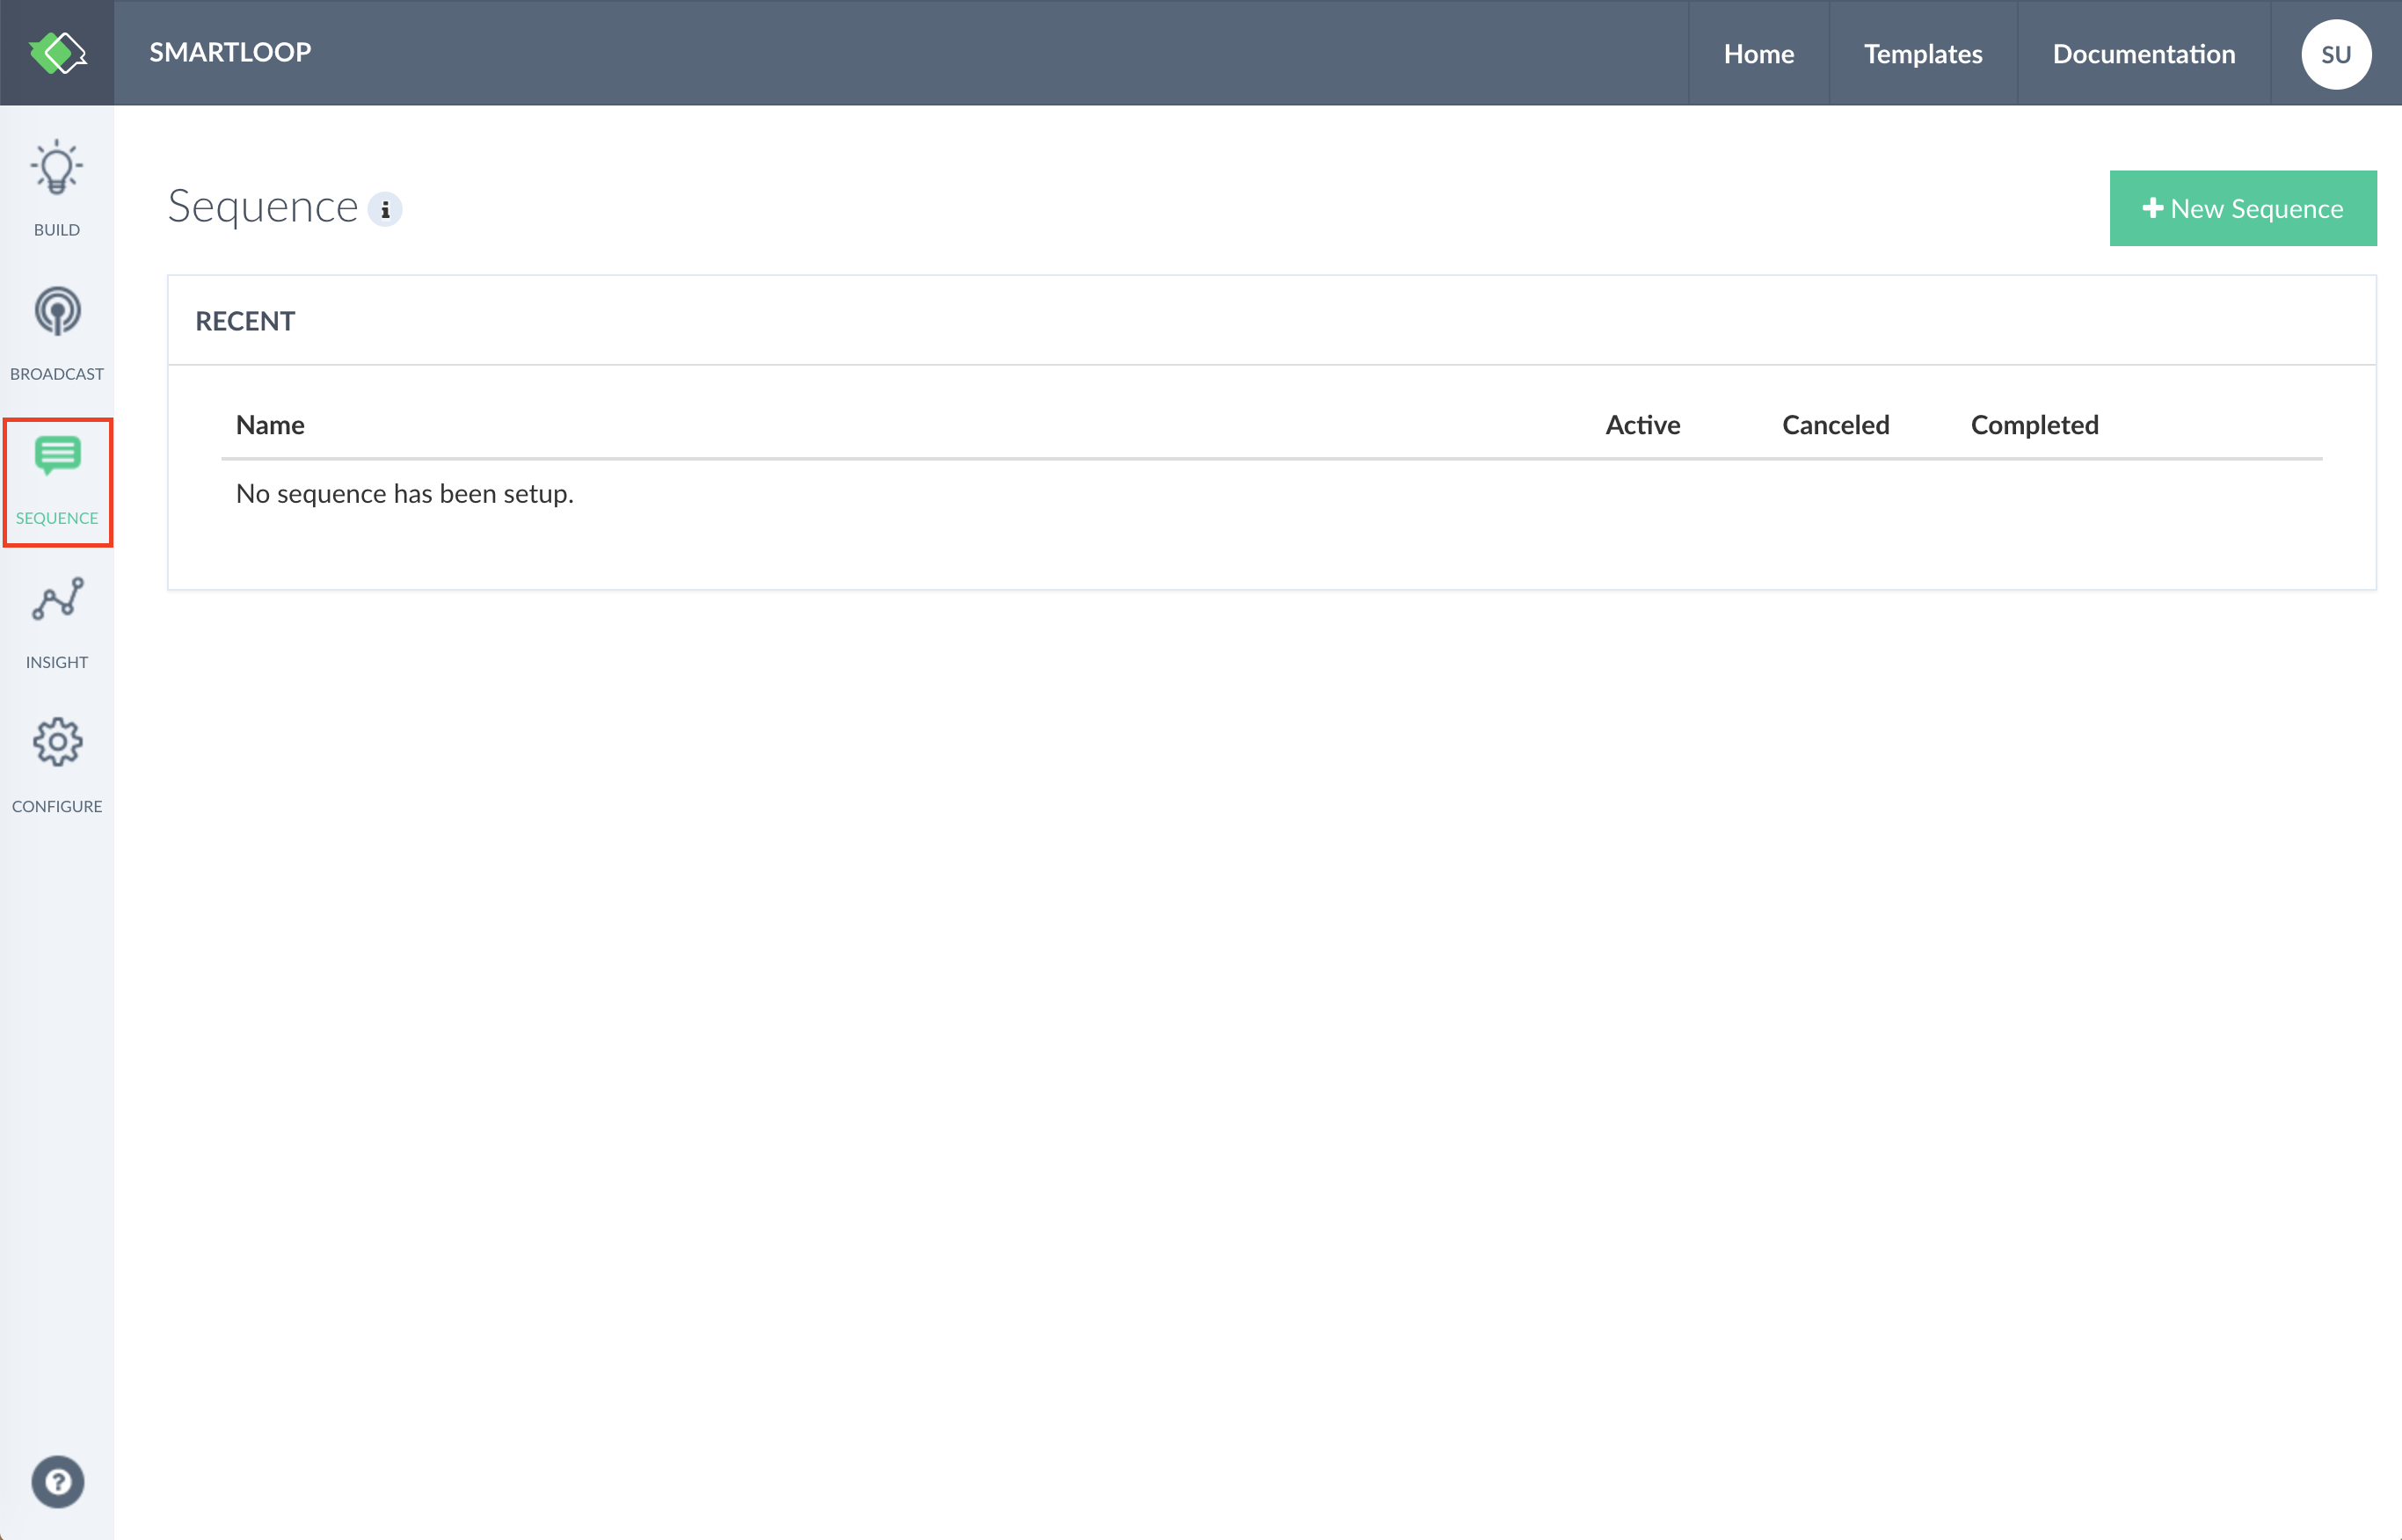 SMARTLOOP
Home
Templates
Documentation
SU
BUILD
BROADCAST
SEQUENCE
INSIGHT
CONFIGURE
?
Sequence i
+ New Sequence
RECENT
Name Active Canceled Completed
No sequence has been setup.